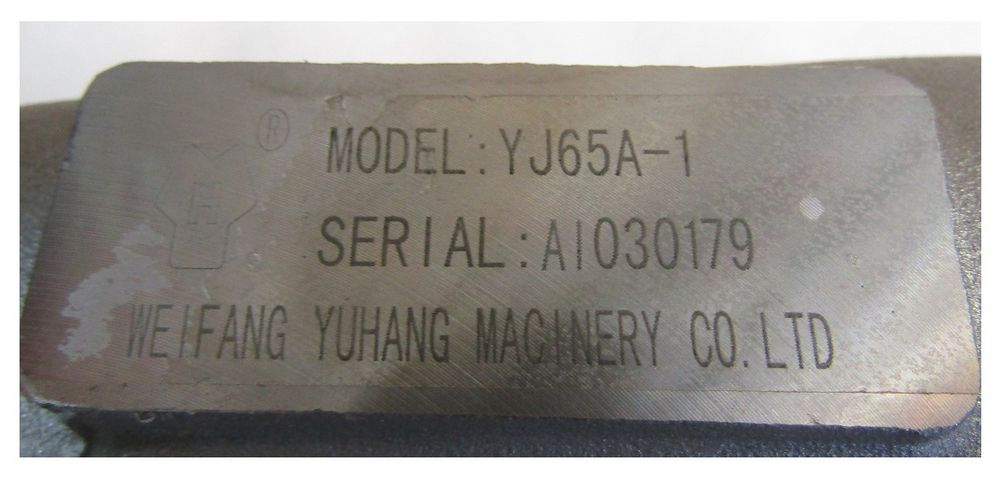 ®
H
MODEL:YJ65A-1
SERIAL:AI030179
WEIFANG YUHANG MACINERY CO.LTD